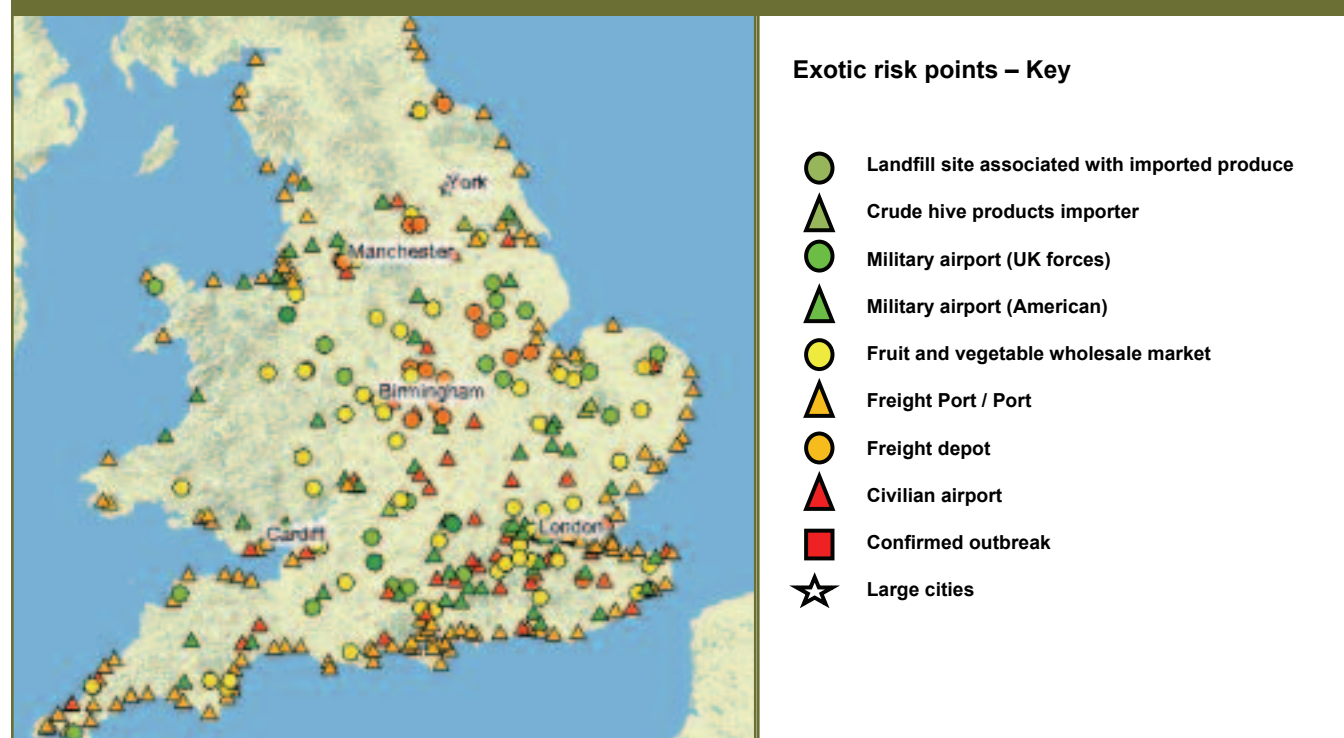 Exotic risk points – Key
York
Manchester
Birmingham
Cardiff
London
Landfill site associated with imported produce
Crude hive products importer
Military airport (UK forces)
Military airport (American)
Fruit and vegetable wholesale market
Freight Port / Port
Freight depot
Civilian airport
Confirmed outbreak
Large cities